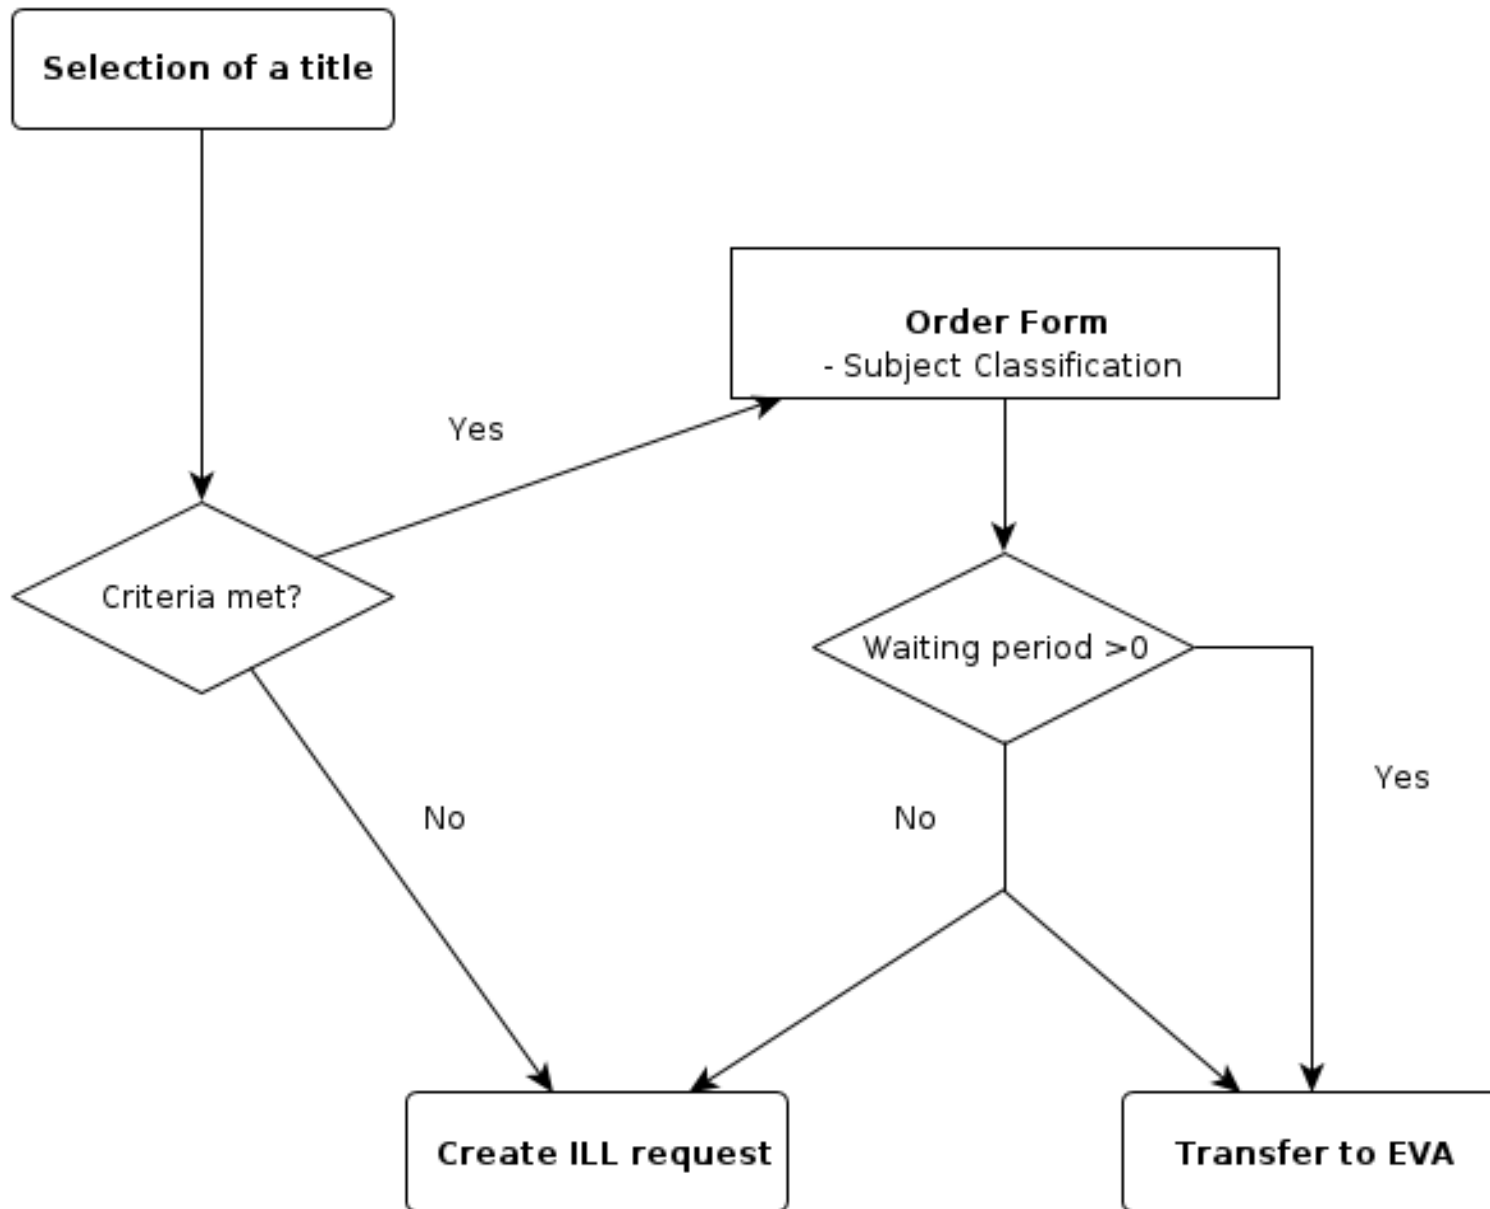 Selection of a title
Order Form
- Subject Classification
Yes
Criteria met?
Waiting period >0
Yes
No
No
Create ILL request
Transfer to EVA